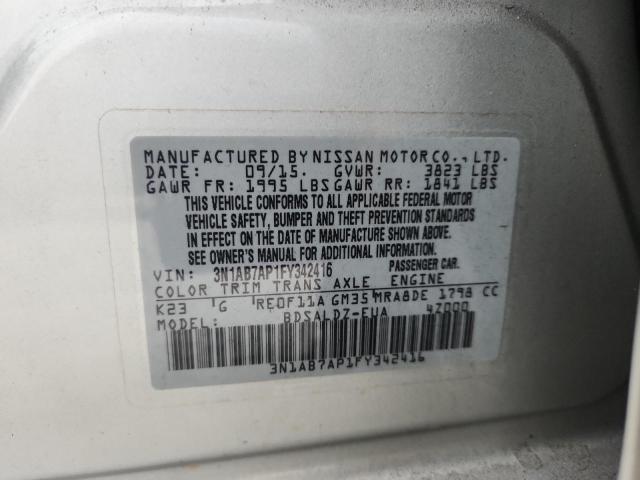 MANUFACTURED BY NISSAN MOTOR CO., LTD.
DATE: 09/15. GVWR: 3823 LBS
GAWR FR: 1995 LBS GAWR RR: 1841 LBS
THIS VEHICLE CONFORMS TO ALL APPLICABLE FEDERAL MOTOR
VEHICLE SAFETY, BUMPER AND THEFT PREVENTION STANDARDS
IN EFFECT ON THE DATE OF MANUFACTURE SHOWN ABOVE.
SEE OWNER'S MANUAL FOR ADDITIONAL INFORMATION.
VIN: 3N1AB7AP1FY342416 PASSENGER CAR.
COLOR TRIM TRANS AXLE ENGINE
K23 G RE0F11A GM35 MRA8DE 1798 CC
MODEL: BDSALDZ-EUA 4Z000
3N1AB7AP1FY342416